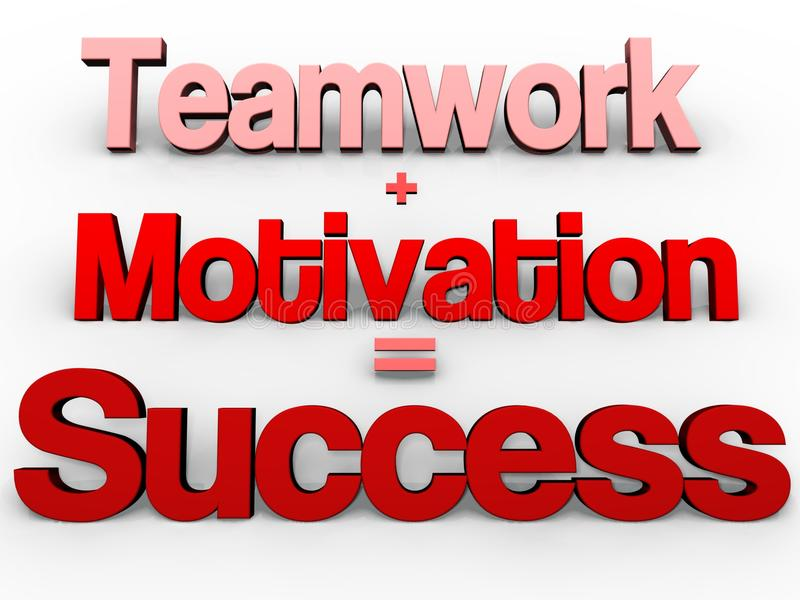 Teamwork
+
Motivation
=
Success